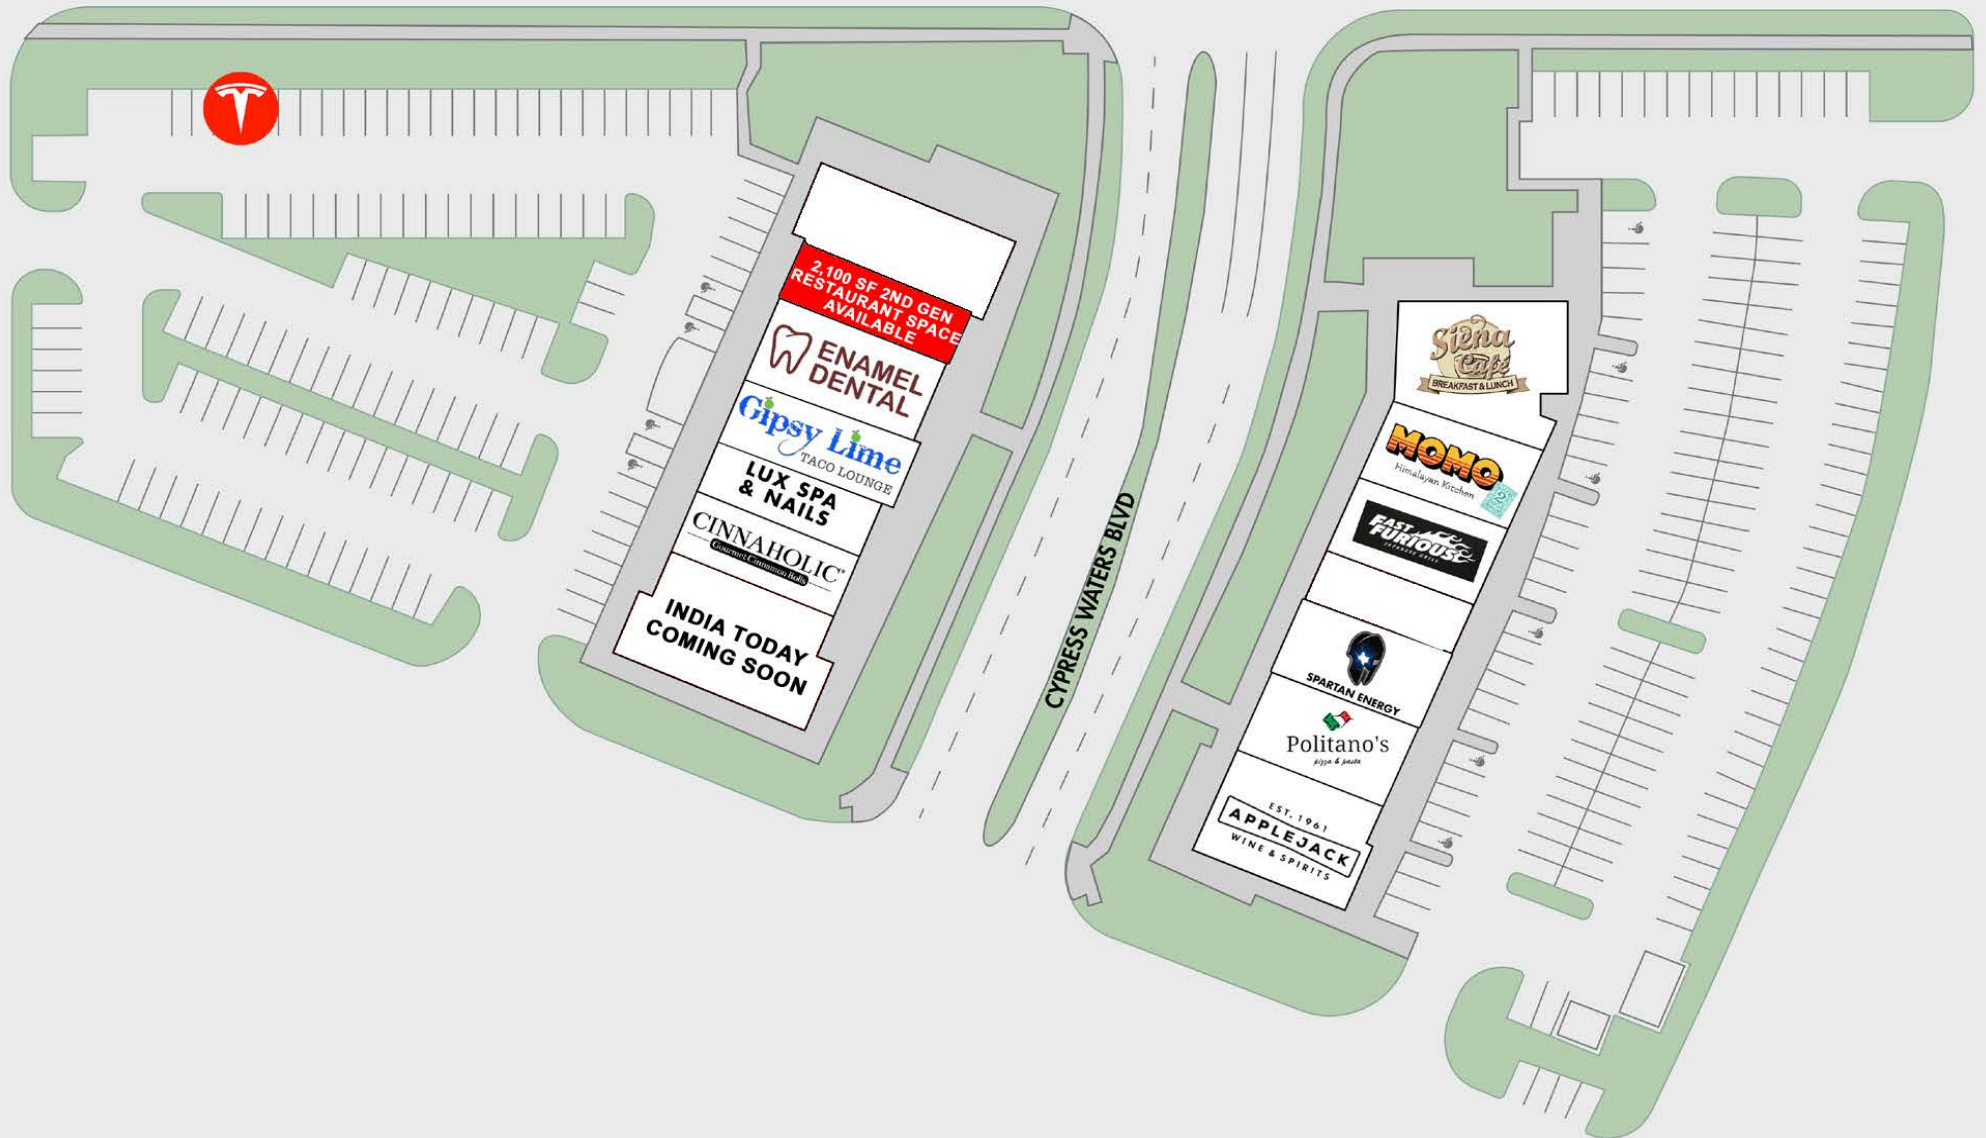 2,100 SF 2ND GEN
RESTAURANT SPACE
AVAILABLE
ENAMEL
DENTAL
Gipsy Lime
TACO LOUNGE
LUX SPA
& NAILS
CINNAHOLIC®
Gourmet Cinnamon Rolls
INDIA TODAY
COMING SOON
CYPRESS WATERS BLVD
Siena
Café
BREAKFAST & LUNCH
MOMO
Himalayan Kitchen
2
FAST
FURIOUS
JAPANESE GRILL
SPARTAN ENERGY
Politano's
pizza & pasta
EST. 1961
APPLEJACK
WINE & SPIRITS